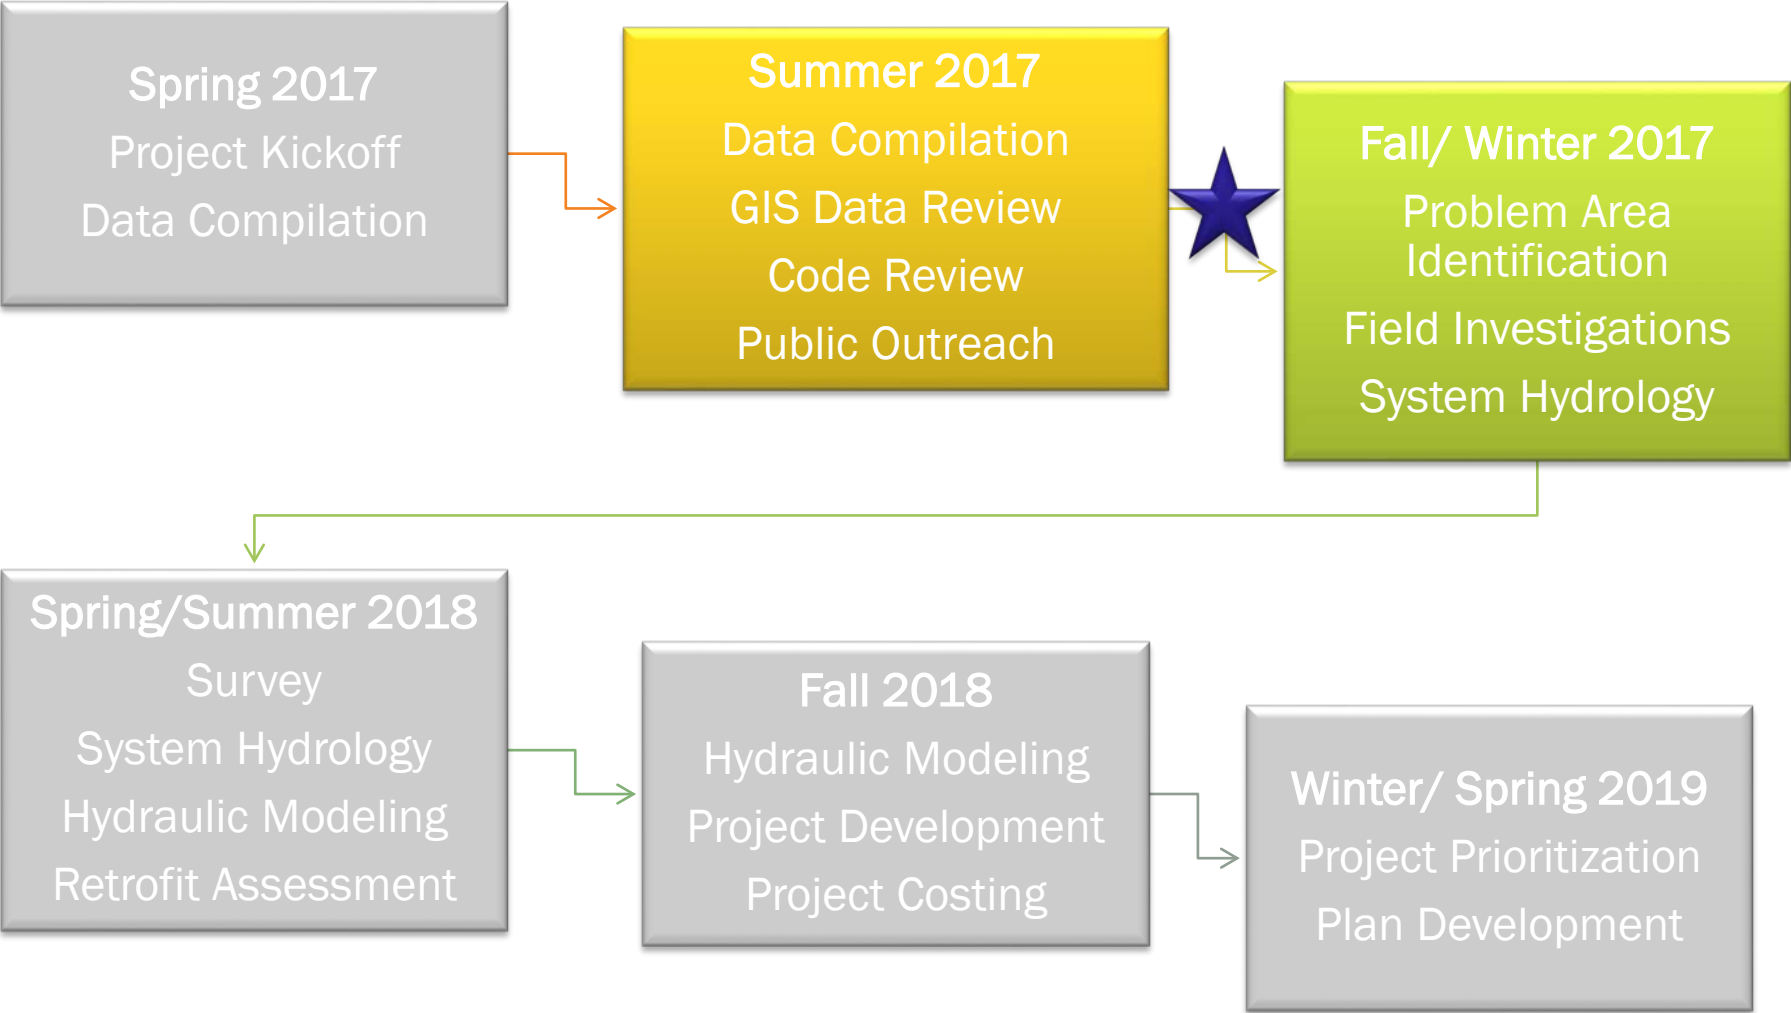 Spring 2017
Project Kickoff
Data Compilation
Summer 2017
Data Compilation
GIS Data Review
Code Review
Public Outreach
Fall/ Winter 2017
Problem Area
Identification
Field Investigations
System Hydrology
Spring/Summer 2018
Survey
System Hydrology
Hydraulic Modeling
Retrofit Assessment
Fall 2018
Hydraulic Modeling
Project Development
Project Costing
Winter/ Spring 2019
Project Prioritization
Plan Development